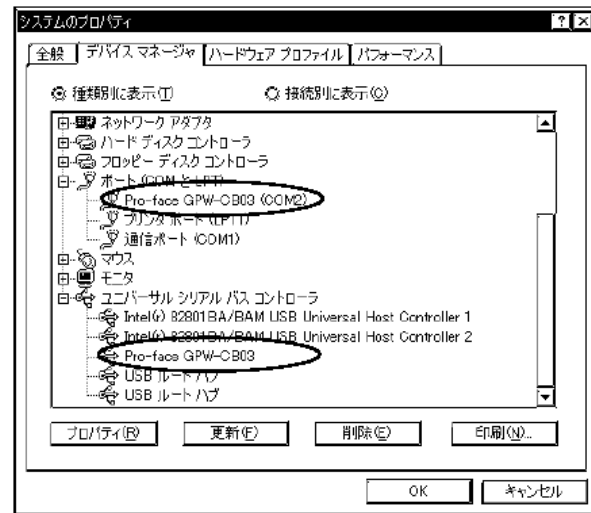 システムのプロパティ
全般 デバイス マネージャ ハードウェア プロファイル パフォーマンス
種類別に表示(T) 接続別に表示(C)
ネットワーク アダプタ
ハード ディスク コントローラ
フロッピー ディスク コントローラ
ポート (COM と LPT)
Pro-face GPW-CB03 (COM2)
プリンタ ポート (LPT1)
通信ポート (COM1)
マウス
モニタ
ユニバーサル シリアル バス コントローラ
Intel(r) 82801BA/BAM USB Universal Host Controller 1
Intel(r) 82801BA/BAM USB Universal Host Controller 2
Pro-face GPW-CB03
USB ルート ハブ
USB ルート ハブ
プロパティ(R) 更新(F) 削除(E) 印刷(N)...
OK キャンセル